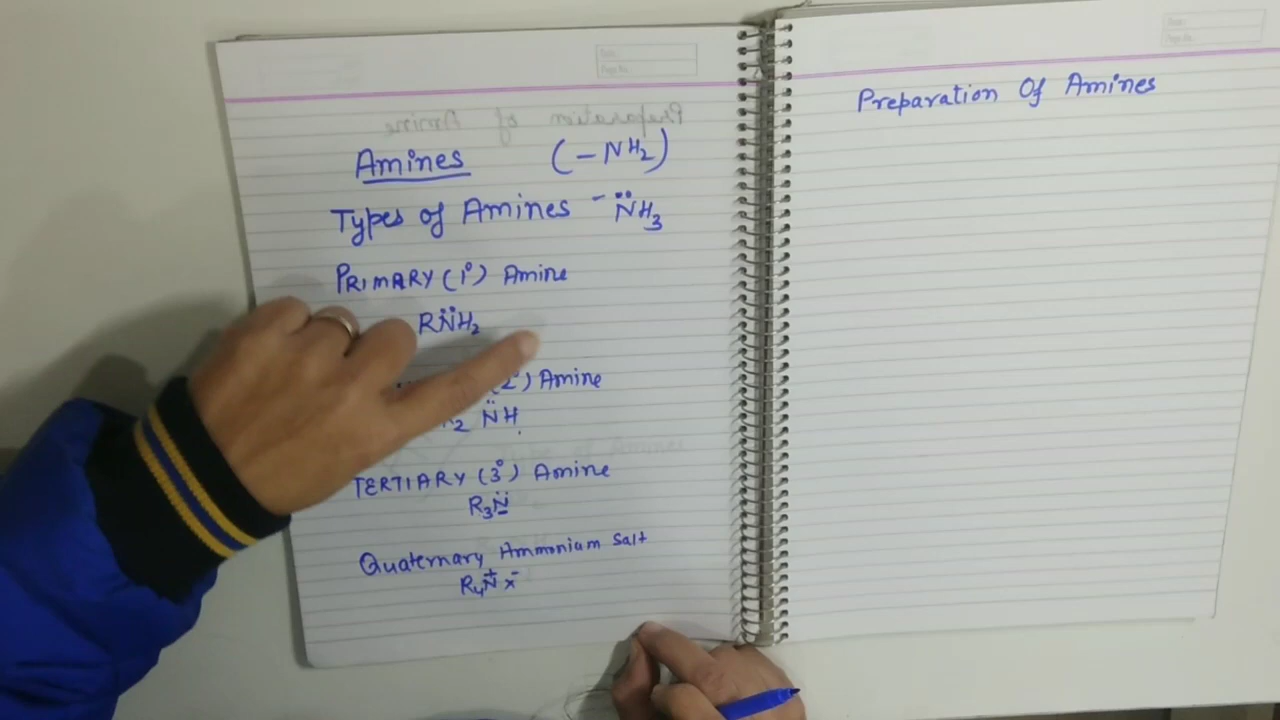 Amines (-NH₂)
Types of Amines - N̈H₃
PRIMARY (1°) Amine
RN̈H₂
(2°) Amine
₂ N̈H
TERTIARY (3°) Amine
R₃N̈
Quaternary Ammonium Salt
R₄N⁺X⁻
Preparation Of Amines